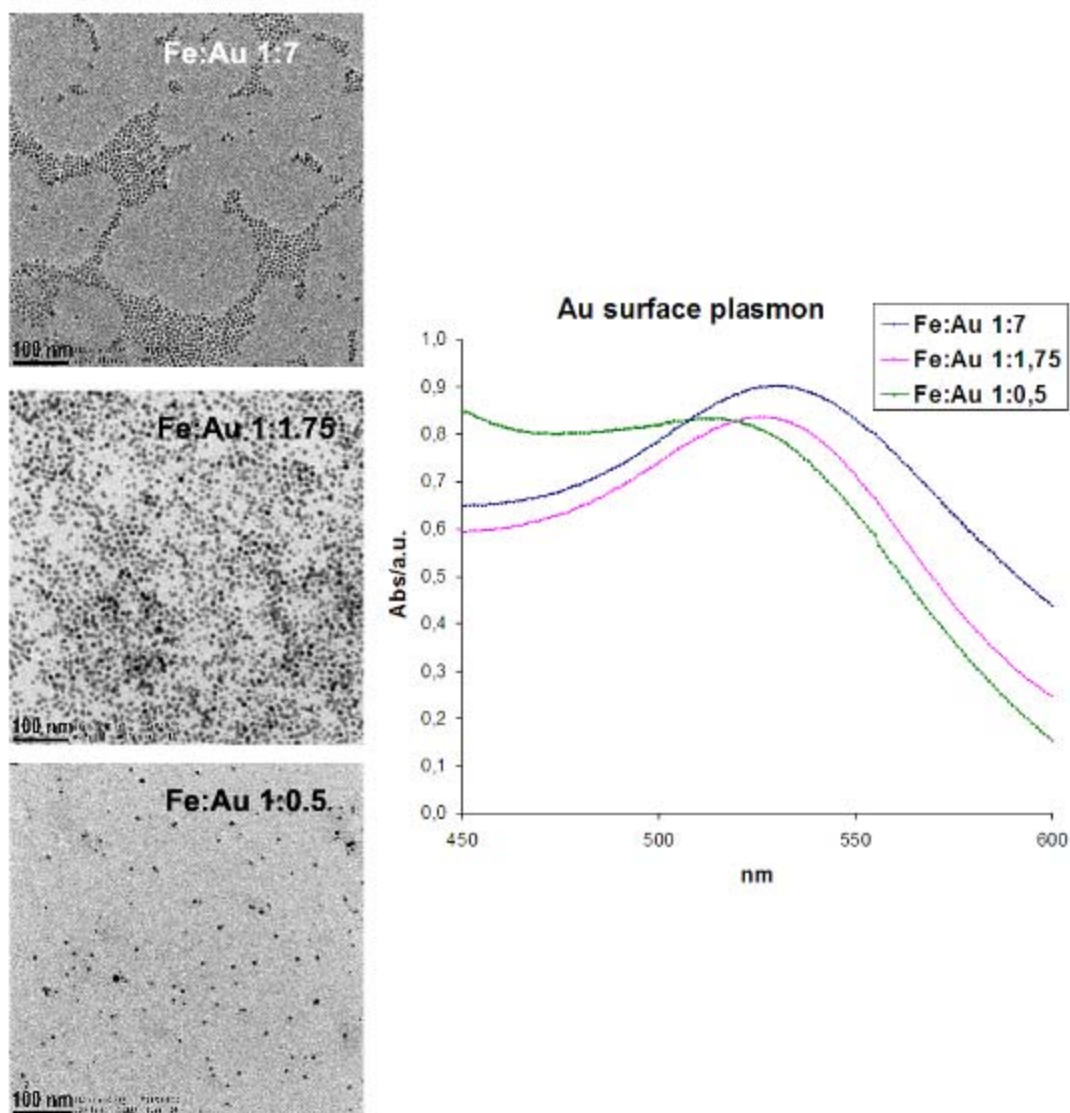 Fe:Au 1:7
100 nm
Fe:Au 1:1.75
100 nm
Fe:Au 1:0.5
100 nm
Au surface plasmon
Fe:Au 1:7
Fe:Au 1:1,75
Fe:Au 1:0,5
1,0
0,9
0,8
0,7
0,6
0,5
0,4
0,3
0,2
0,1
0,0
Abs/a.u.
450
500
550
600
nm